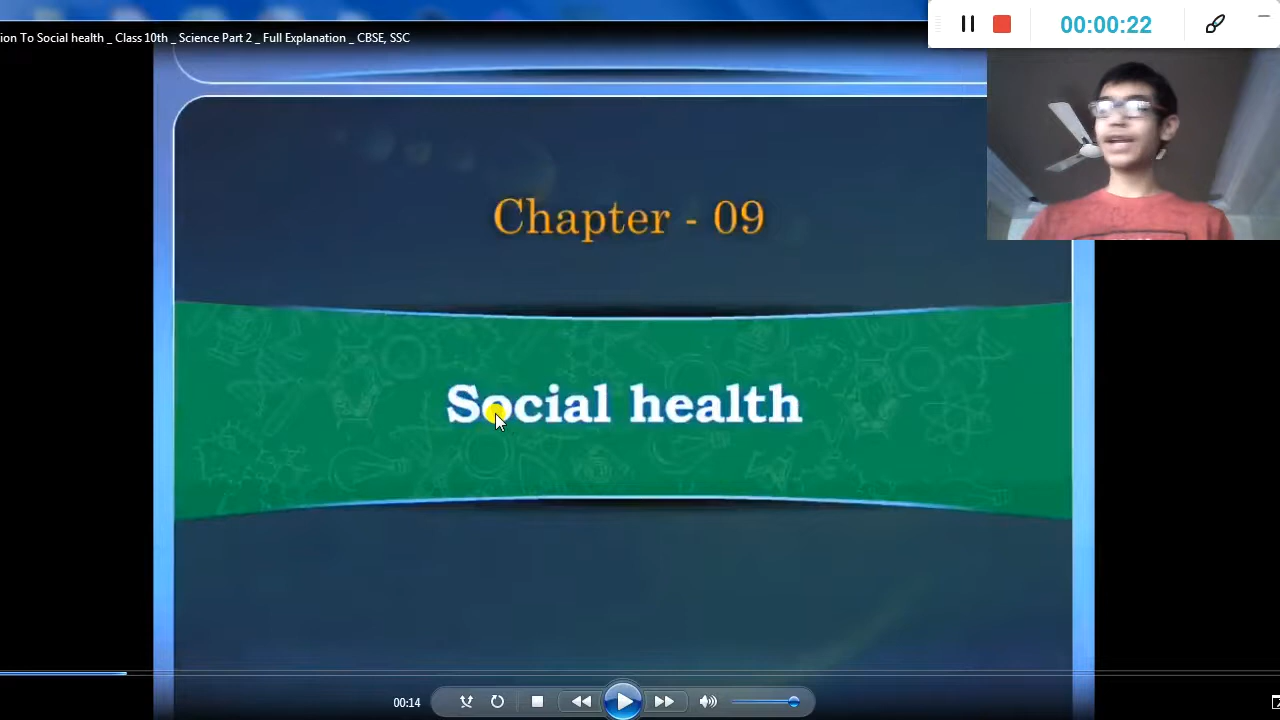 ion To Social health _ Class 10th _ Science Part 2 _ Full Explanation _ CBSE, SSC
00:00:22
Chapter - 09
Social health
00:14